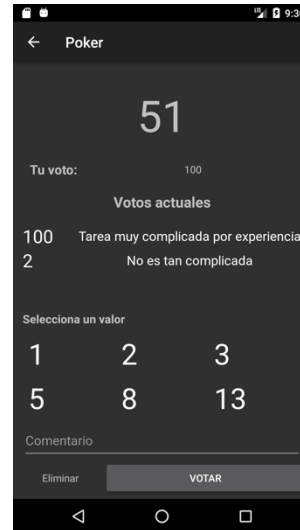 9:3
Poker
51
Tu voto: 100
Votos actuales
100 Tarea muy complicada por experiencia
2 No es tan complicada
Selecciona un valor
1 2 3
5 8 13
Comentario
Eliminar VOTAR